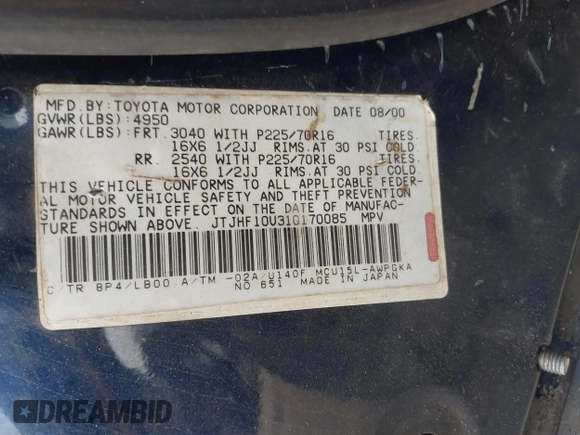 MFD.BY:TOYOTA MOTOR CORPORATION DATE 08/00
GVWR(LBS):4950
GAWR(LBS):FRT.3040 WITH P225/70R16 TIRES.
16X6 1/2JJ RIMS.AT 30 PSI COLD.
RR. 2540 WITH P225/70R16 TIRES.
16X6 1/2JJ RIMS.AT 30 PSI COLD.
THIS VEHICLE CONFORMS TO ALL APPLICABLE FEDER-
AL MOTOR VEHICLE SAFETY AND THEFT PREVENTION
STANDARDS IN EFFECT ON THE DATE OF MANUFAC-
TURE SHOWN ABOVE. JTJHF10U310170085 MPV
C/TR 8P4/LB00 A/TM -02A/U140F MCU15L-AWPGKA
NO 651 MADE IN JAPAN
DREAMBID